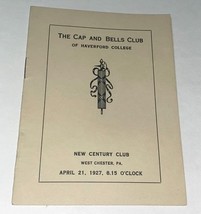 THE CAP AND BELLS CLUB
OF HAVERFORD COLLEGE
NEW CENTURY CLUB
WEST CHESTER, PA.
APRIL 21, 1927, 8.15 O'CLOCK